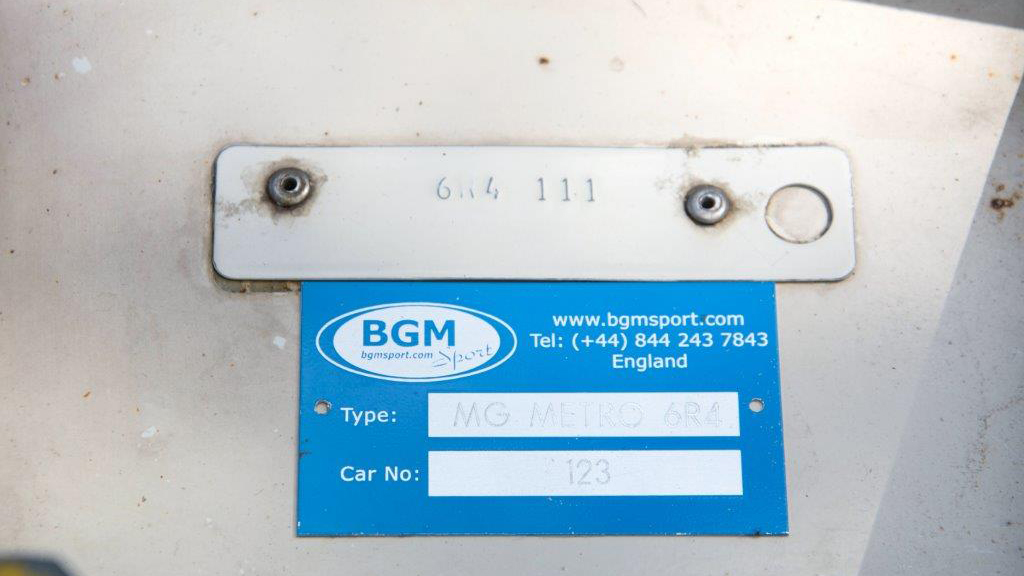 6R4 111
BGM
bgmsport.com Sport
www.bgmsport.com
Tel: (+44) 844 243 7843
England
Type: MG METRO 6R4
Car No: 123